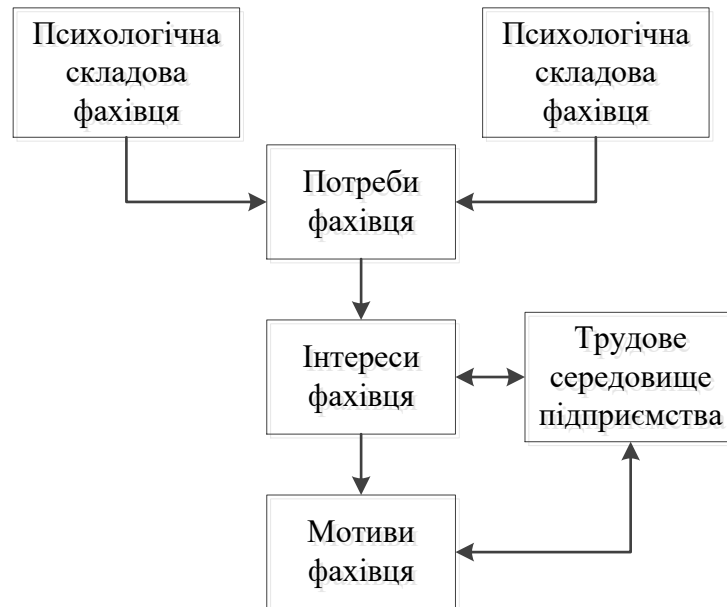 Психологічна
складова
фахівця
Психологічна
складова
фахівця
Потреби
фахівця
Інтереси
фахівця
Трудове
середовище
підприємства
Мотиви
фахівця